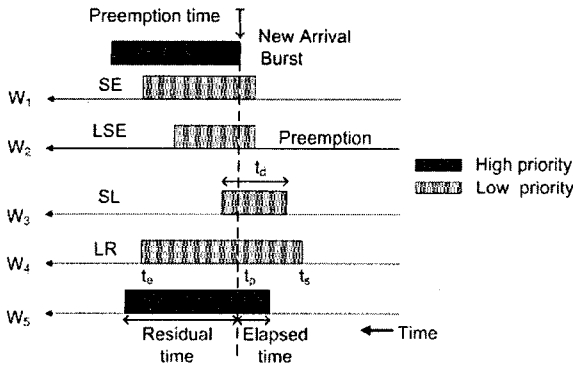 Preemption time
New Arrival
Burst
SE
W1
LSE
Preemption
W2
td
High priority
Low priority
SL
W3
LR
W4
te
tp
ts
W5
Residual
time
Elapsed
time
Time